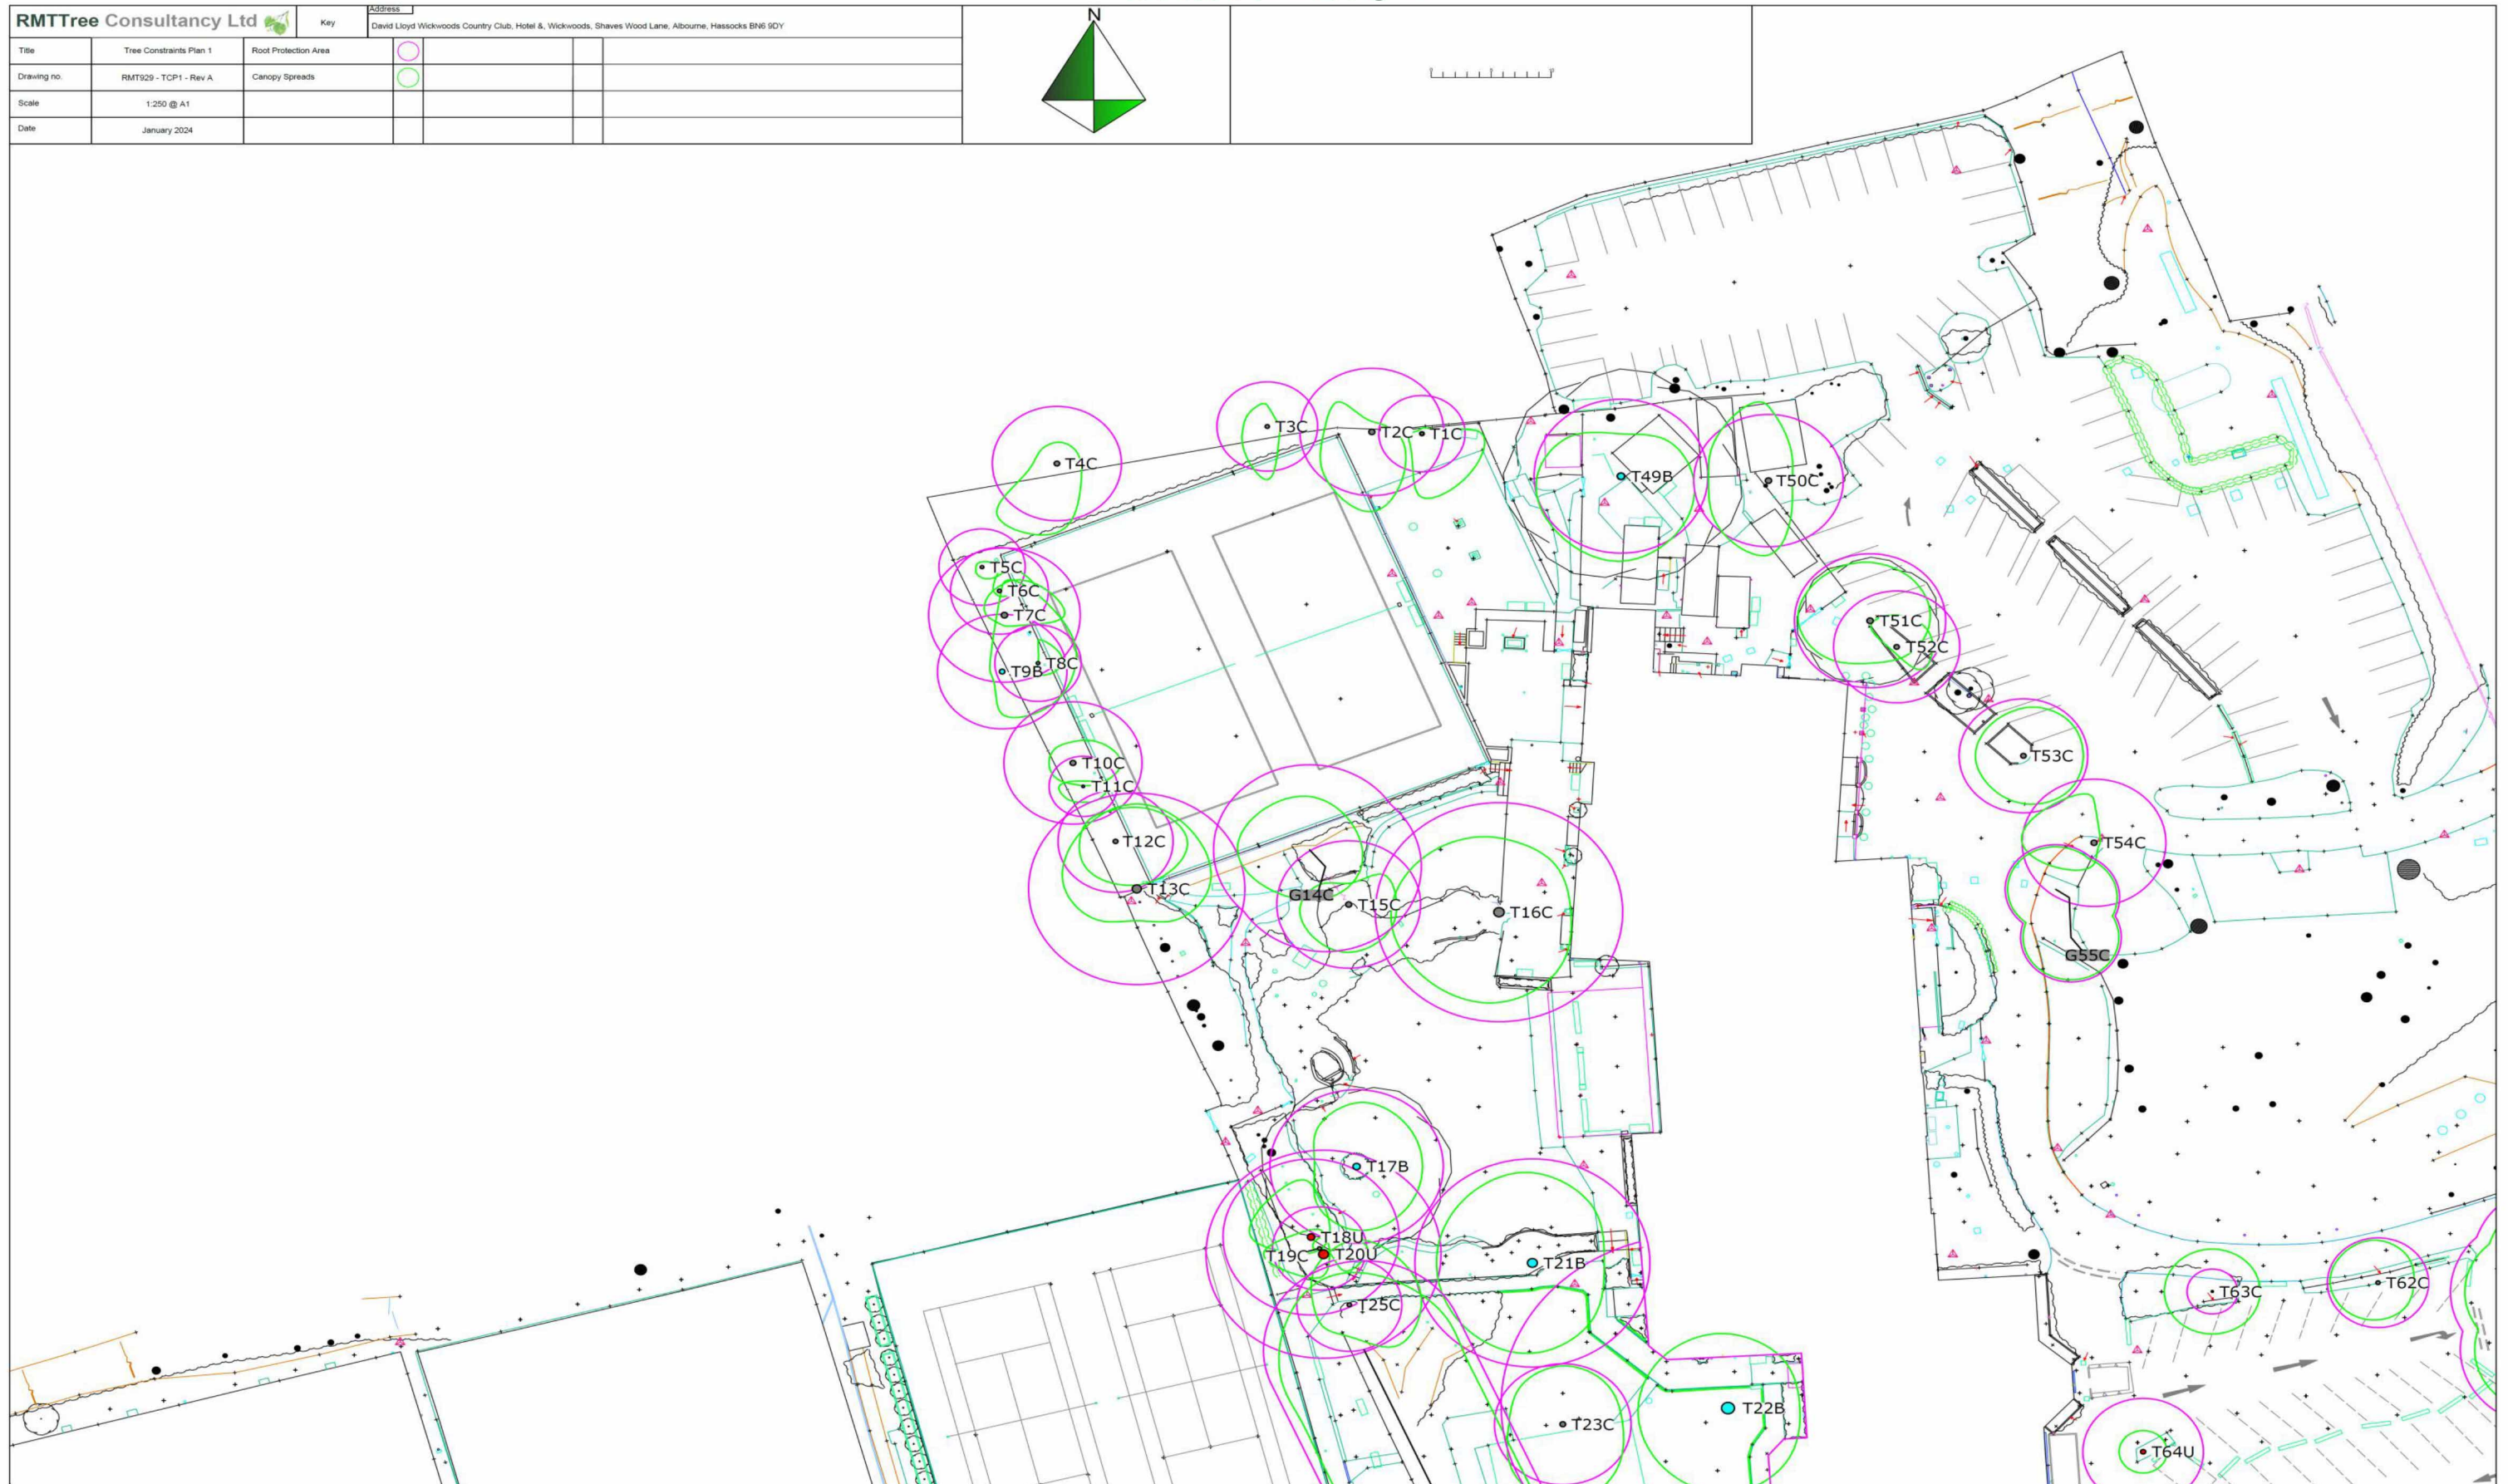 RMTTree Consultancy Ltd
Key
Address
David Lloyd Wickwoods Country Club, Hotel &, Wickwoods, Shaves Wood Lane, Albourne, Hassocks BN6 9DY
Title
Tree Constraints Plan 1
Root Protection Area
Drawing no.
RMT929 - TCP1 - Rev A
Canopy Spreads
Scale
1:250 @ A1
Date
January 2024
N
T3C
T2C
T1C
T4C
T49B
T50C
T5C
T6C
T7C
T8C
T9B
T51C
T52C
T53C
T10C
T11C
T12C
T13C
G14C
T15C
T16C
T54C
G55C
T17B
T18U
T19C
T20U
T21B
T25C
T63C
T62C
T23C
T22B
T64U